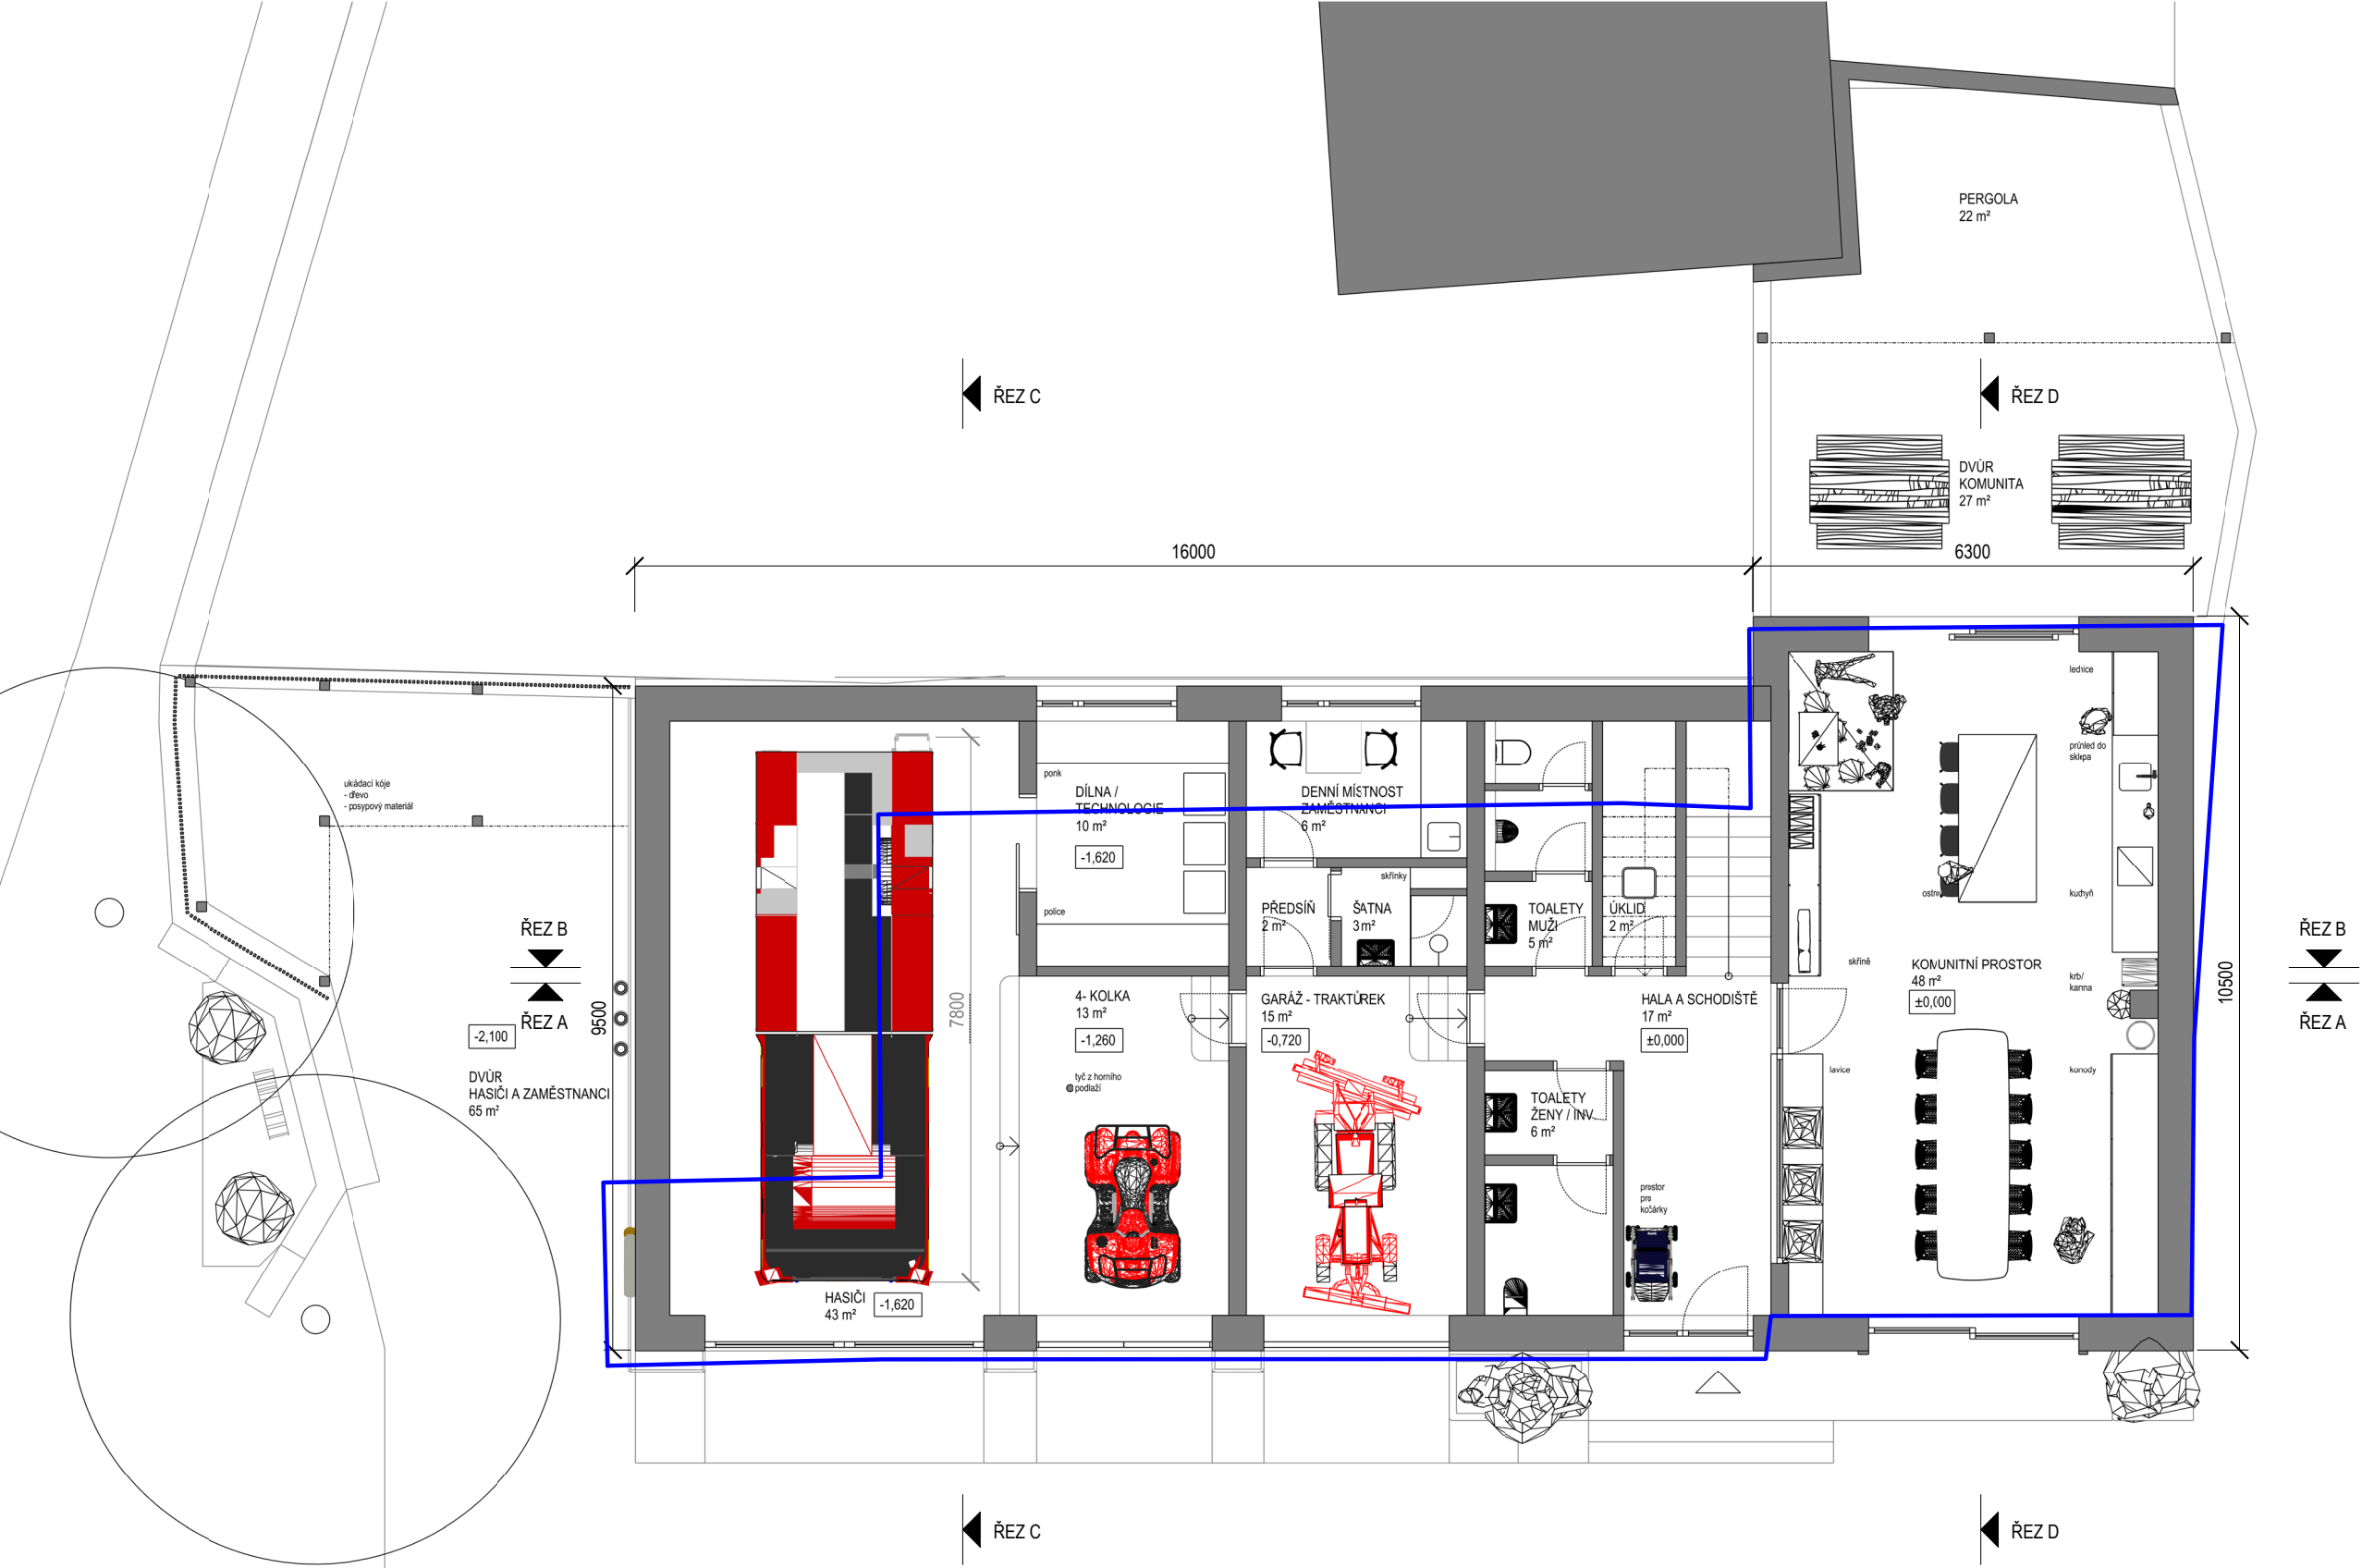 PERGOLA
22 m²
ŘEZ C
ŘEZ D
DVŮR
KOMUNITA
27 m²
16000
6300
lednice
průhled do
sklepa
ponk
DÍLNA /
TECHNOLOGIE
10 m²
-1,620
police
DENNÍ MÍSTNOST
ZAMĚSTNANCI
6 m²
ukádací kóje
- dřevo
- posypový materiál
skřínky
PŘEDSÍŇ
2 m²
ŠATNA
3 m²
TOALETY
MUŽI
5 m²
ÚKLID
2 m²
ostrov
kuchyň
skříně
KOMUNITNÍ PROSTOR
48 m²
±0,000
krb/
kanna
ŘEZ B
ŘEZ A
ŘEZ B
ŘEZ A
9500
7800
10500
-2,100
DVŮR
HASIČI A ZAMĚSTNANCI
65 m²
4- KOLKA
13 m²
-1,260
tyč z horního
podlaží
GARÁŽ - TRAKTŮREK
15 m²
-0,720
HALA A SCHODIŠTĚ
17 m²
±0,000
lavice
komody
TOALETY
ŽENY / INV.
6 m²
prostor
pro
kočárky
HASIČI
43 m²
-1,620
ŘEZ C
ŘEZ D